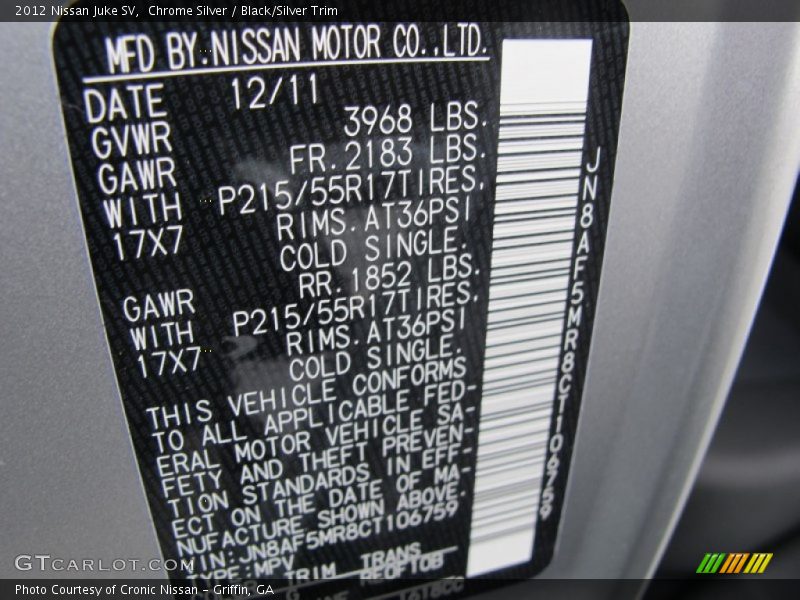 2012 Nissan Juke SV,  Chrome Silver / Black/Silver Trim
MFD BY.NISSAN MOTOR CO.,LTD.
DATE 12/11
GVWR 3968 LBS.
GAWR FR.2183 LBS.
WITH P215/55R17TIRES,
17X7 RIMS.AT36PSI
COLD SINGLE.
GAWR RR.1852 LBS.
WITH P215/55R17TIRES,
17X7 RIMS.AT36PSI
COLD SINGLE.
THIS VEHICLE CONFORMS
TO ALL APPLICABLE FED-
ERAL MOTOR VEHICLE SA-
FETY AND THEFT PREVEN-
TION STANDARDS IN EFF-
ECT ON THE DATE OF MA-
NUFACTURE SHOWN ABOVE.
VIN:JN8AF5MR8CT106759
TYPE:MPV
TRIM TRANS
JN8AF5MR8CT106759
GTCARLOT.COM
Photo Courtesy of Cronic Nissan - Griffin, GA